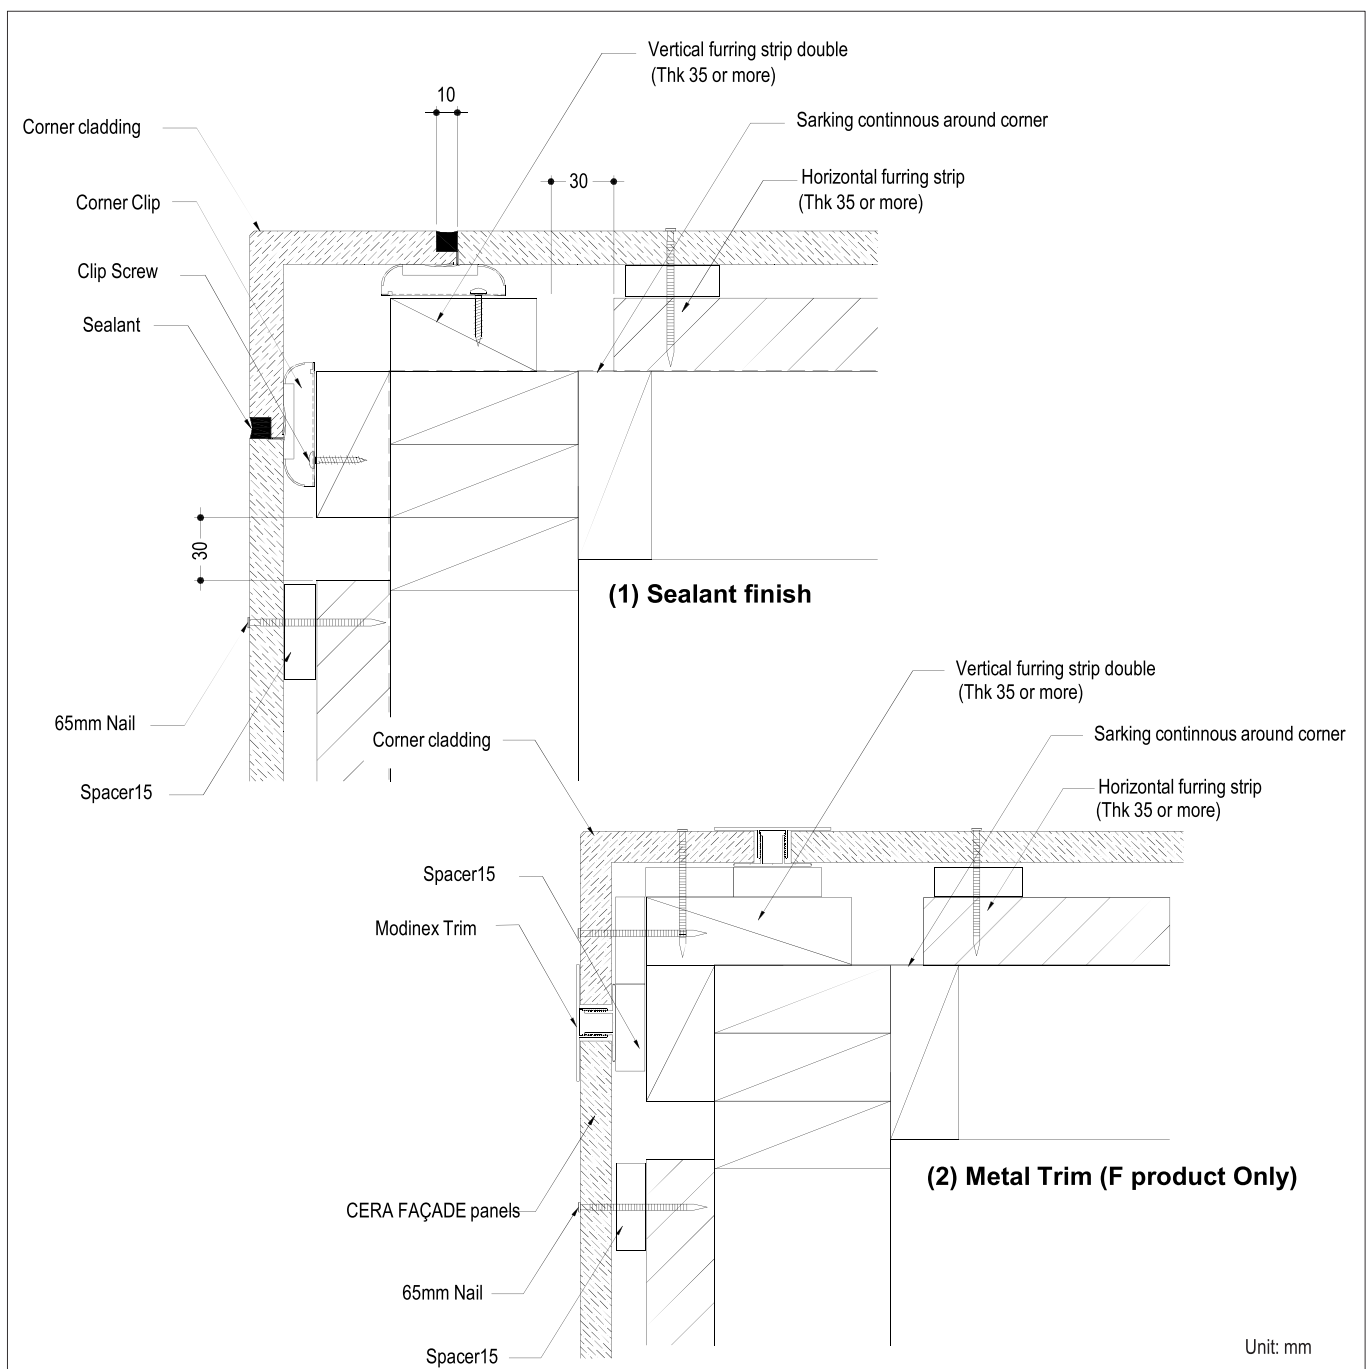 Vertical furring strip double
(Thk 35 or more)
10
Corner cladding
Sarking continnous around corner
30
Horizontal furring strip
(Thk 35 or more)
Corner Clip
Clip Screw
Sealant
30
(1) Sealant finish
65mm Nail
Spacer15
Vertical furring strip double
(Thk 35 or more)
Corner cladding
Sarking continnous around corner
Horizontal furring strip
(Thk 35 or more)
Spacer15
Modinex Trim
(2) Metal Trim (F product Only)
CERA FAÇADE panels
65mm Nail
Spacer15
Unit: mm